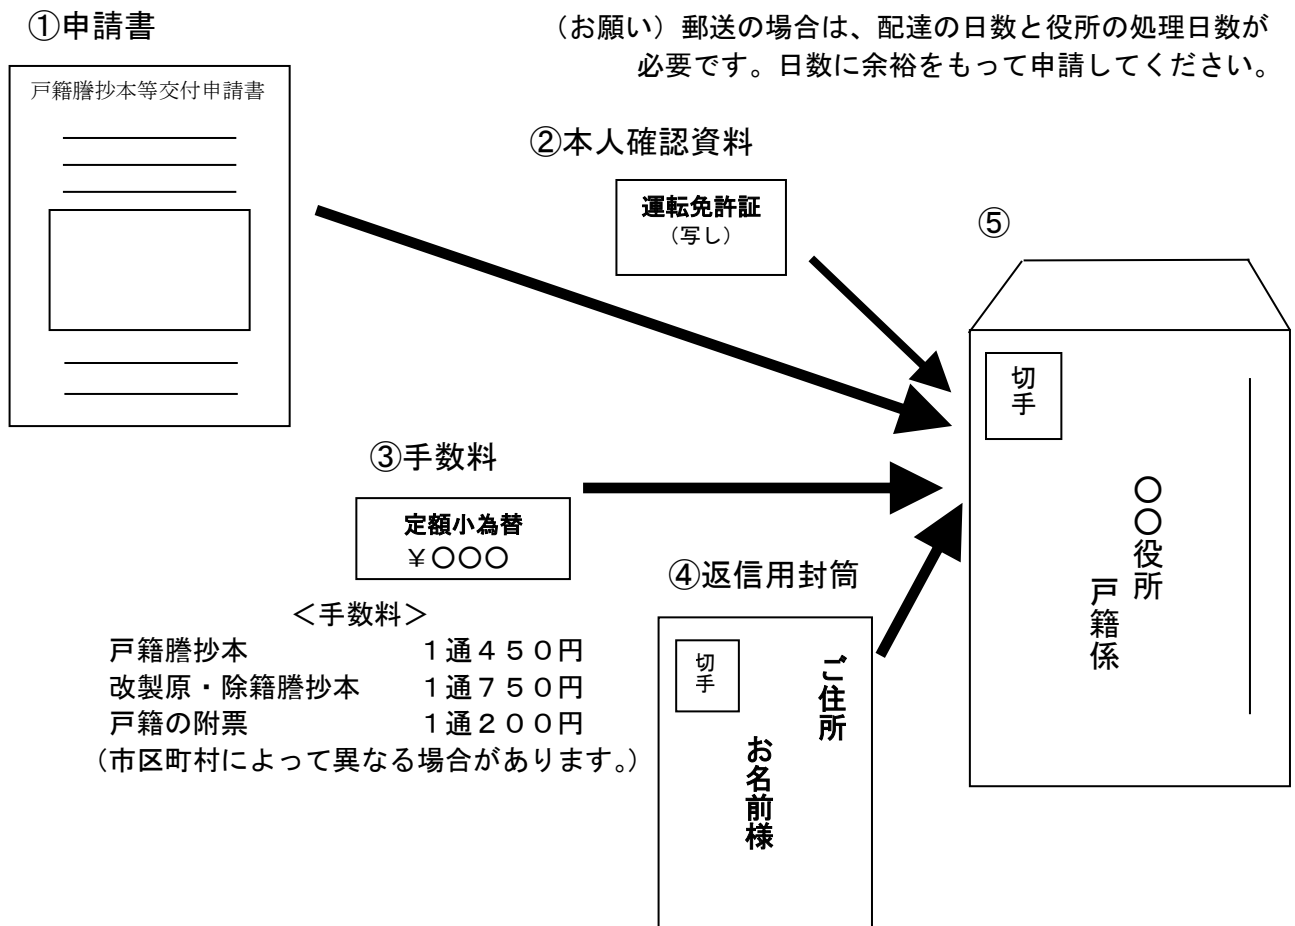 ①申請書
（お願い）郵送の場合は、配達の日数と役所の処理日数が
必要です。日数に余裕をもって申請してください。
戸籍謄抄本等交付申請書
②本人確認資料
運転免許証
（写し）
③手数料
定額小為替
￥〇〇〇
＜手数料＞
戸籍謄抄本　１通４５０円
改製原・除籍謄抄本　１通７５０円
戸籍の附票　１通２００円
（市区町村によって異なる場合があります。）
④返信用封筒
切手
ご住所
お名前様
⑤
切手
〇〇役所
戸籍係